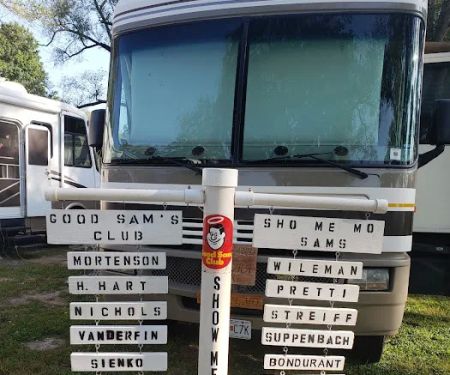 GOOD SAM'S
CLUB
MORTENSON
H. HART
NICHOLS
VANDERFIN
SIENKO
Good Sam
Club
SHOW ME
SHO ME MO
SAMS
WILEMAN
PRETTI
STREIFF
SUPPENBACH
BONDURANT
C7K